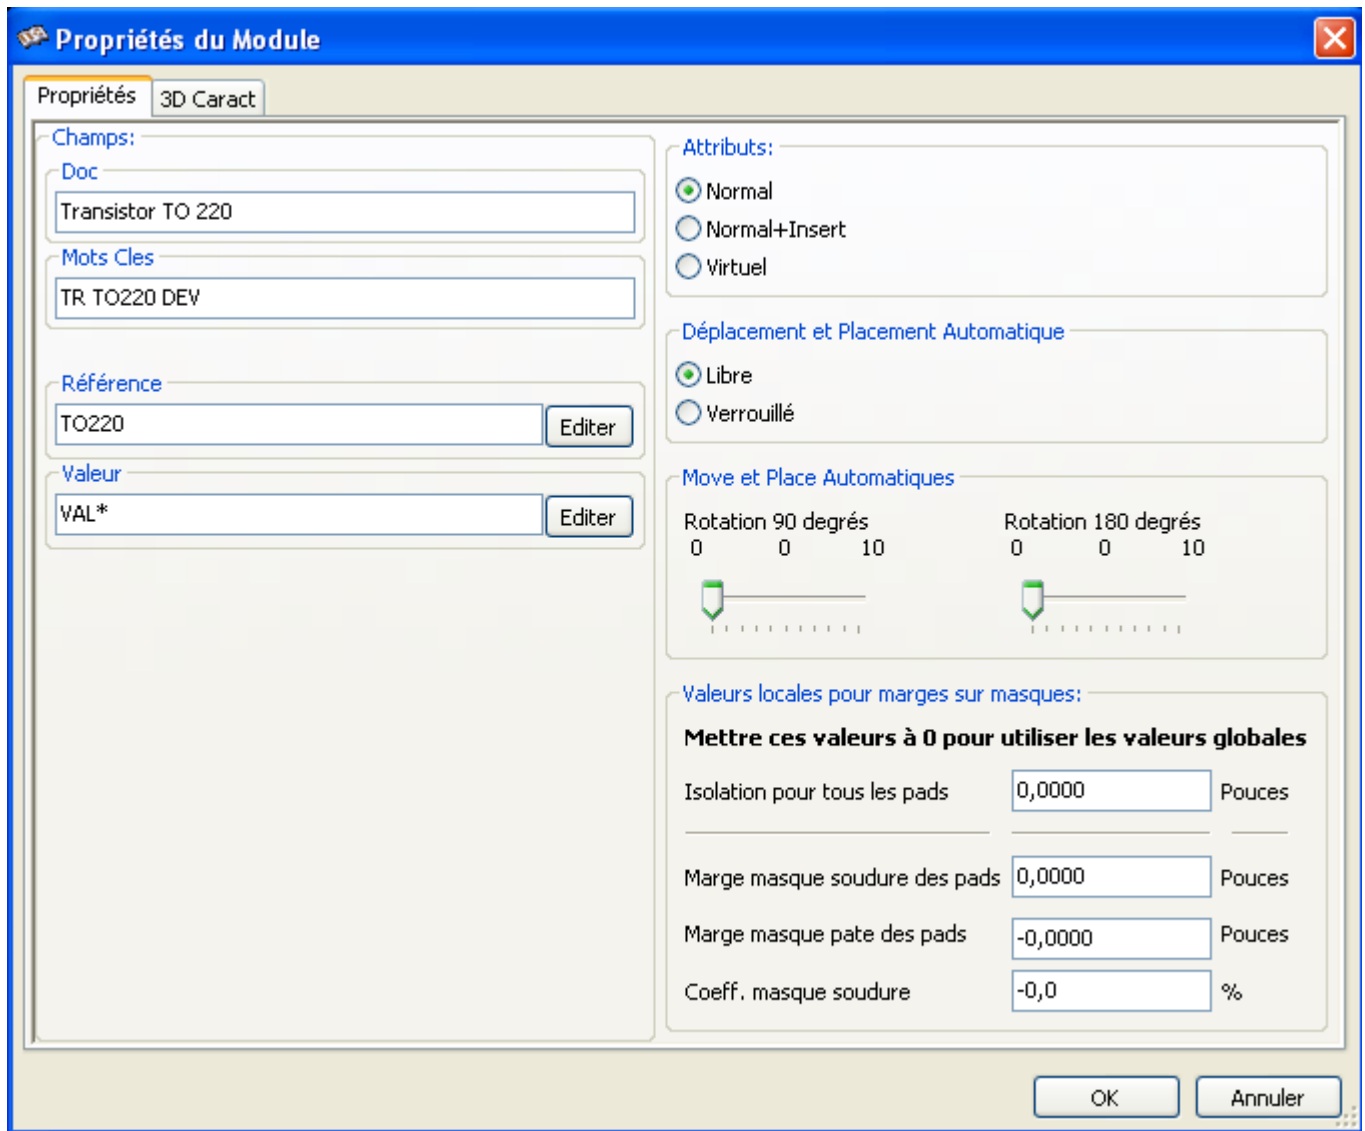 Propriétés du Module
Propriétés
3D Caract
Champs:
Doc
Transistor TO 220
Mots Cles
TR TO220 DEV
Référence
TO220
Editer
Valeur
VAL*
Editer
Attributs:
Normal
Normal+Insert
Virtuel
Déplacement et Placement Automatique
Libre
Verrouillé
Move et Place Automatiques
Rotation 90 degrés
0 0 10
Rotation 180 degrés
0 0 10
Valeurs locales pour marges sur masques:
Mettre ces valeurs à 0 pour utiliser les valeurs globales
Isolation pour tous les pads 0,0000 Pouces
Marge masque soudure des pads 0,0000 Pouces
Marge masque pate des pads -0,0000 Pouces
Coeff. masque soudure -0,0 %
OK
Annuler